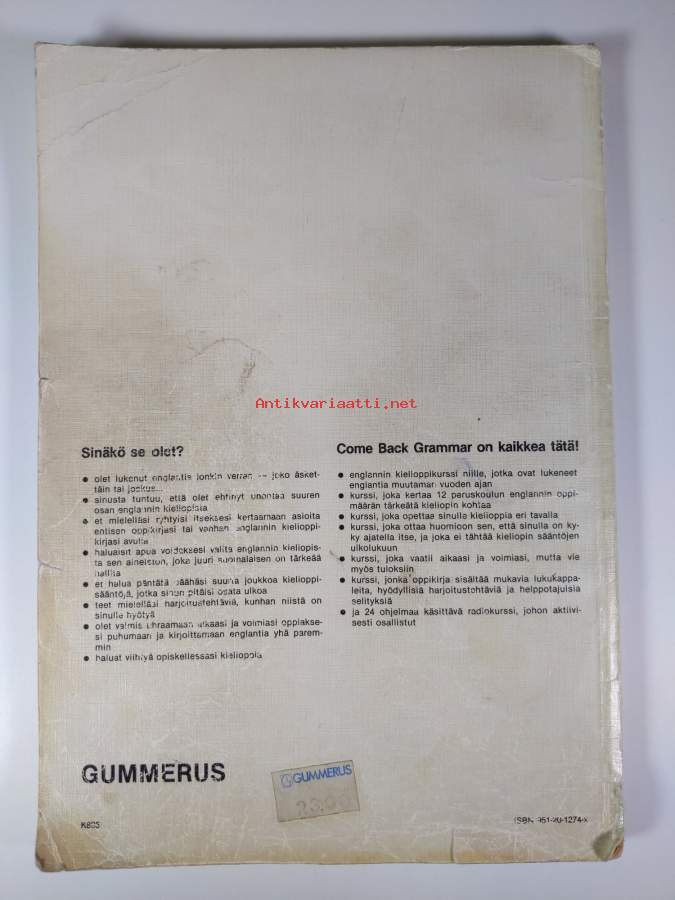 Antikvariaatti.net
Sinäkö se olet?
● olet lukenut englantia jonkin verran — joko äsket-
täin tai joskus...
● sinusta tuntuu, että olet ehtinyt unohtaa suuren
osan englannin kieliopista
● et mielelläsi ryhtyisi itseksesi kertaamaan asioita
entisen oppikirjasi tai vanhan englannin kielioppi-
kirjasi avulla
● haluaisit apua voidaksesi valita englannin kieliopis-
ta sen aineiston, joka juuri suomalaisen on tärkeää
hallita
● et halua päntätä päähäsi suurta joukkoa kielioppi-
sääntöjä, jotka sinun pitäisi osata ulkoa
● teet mielelläsi harjoitustehtäviä, kunhan niistä on
sinulle hyötyä
● olet valmis uhraamaan aikaasi ja voimiasi oppiakse-
si puhumaan ja kirjoittamaan englantia yhä parem-
min
● haluat viihtyä opiskellessasi kielioppia
Come Back Grammar on kaikkea tätä!
● englannin kielioppikurssi niille, jotka ovat lukeneet
englantia muutaman vuoden ajan
● kurssi, joka kertaa 12 peruskoulun englannin oppi-
määrän tärkeätä kieliopin kohtaa
● kurssi, joka opettaa sinulle kielioppia eri tavalla
● kurssi, joka ottaa huomioon sen, että sinulla on ky-
ky ajatella itse, ja joka ei tähtää kieliopin sääntöjen
ulkolukuun
● kurssi, joka vaatii aikaasi ja voimiasi, mutta vie
myös tuloksiin
● kurssi, jonka oppikirja sisältää mukavia lukukappa-
leita, hyödyllisiä harjoitustehtäviä ja helppotajuisia
selityksiä
● ja 24 ohjelmaa käsittävä radiokurssi, johon aktiivi-
sesti osallistut
GUMMERUS
GUMMERUS
ISBN 951-20-1274-x